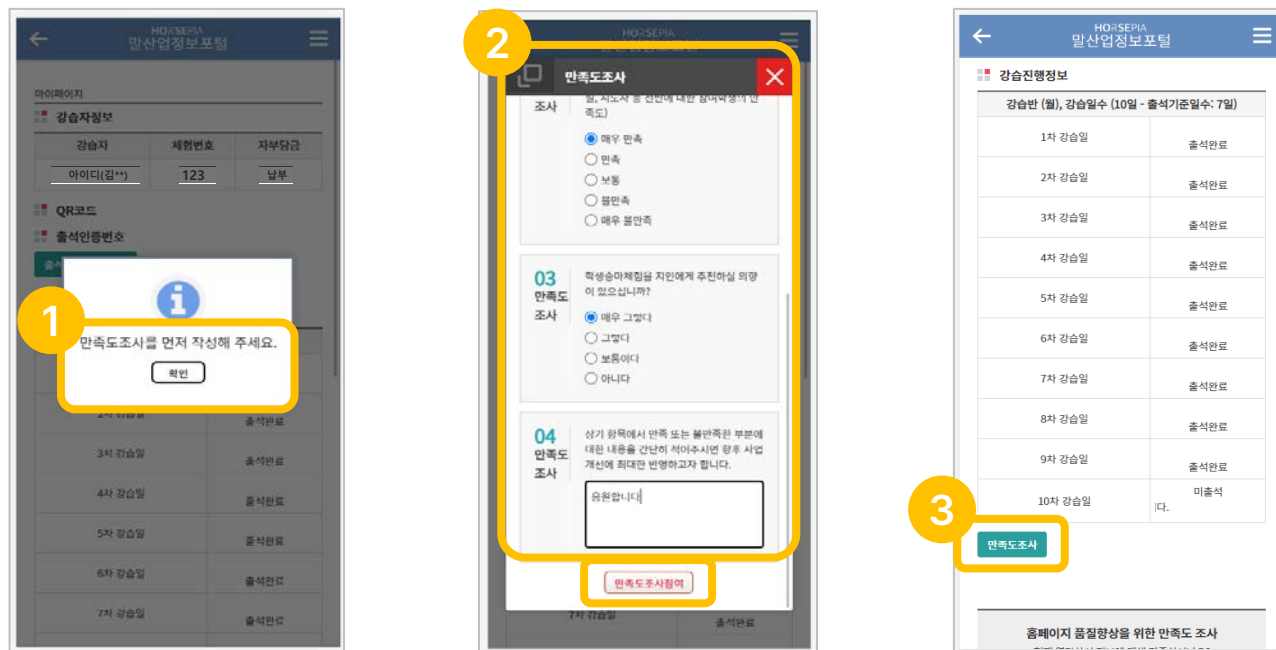 1
HORSEPIA
말산업정보포털
마이페이지
강습자정보
강습자 체험번호 자부담금
아이디(김**) 123 납부
QR코드
출석인증번호
만족도조사를 먼저 작성해 주세요.
확인
출석완료
3차 강습일 출석완료
4차 강습일 출석완료
5차 강습일 출석완료
6차 강습일 출석완료
7차 강습일 출석완료
2
HORSEPIA
만족도조사
조사
족도)
매우 만족
만족
보통
불만족
매우 불만족
03
만족도
조사
학생승마체험을 지인에게 추천하실 의향
이 있으십니까?
매우 그렇다
그렇다
보통이다
아니다
04
만족도
조사
상기 항목에서 만족 또는 불만족한 부분에
대한 내용을 간단히 적어주시면 향후 사업
개선에 최대한 반영하고자 합니다.
응원합니다
만족도조사참여
7차 강습일 출석완료
3
HORSEPIA
말산업정보포털
강습진행정보
강습반 (월), 강습일수 (10일 - 출석기준일수: 7일)
1차 강습일 출석완료
2차 강습일 출석완료
3차 강습일 출석완료
4차 강습일 출석완료
5차 강습일 출석완료
6차 강습일 출석완료
7차 강습일 출석완료
8차 강습일 출석완료
9차 강습일 출석완료
10차 강습일 미출석
다.
만족도조사
홈페이지 품질향상을 위한 만족도 조사